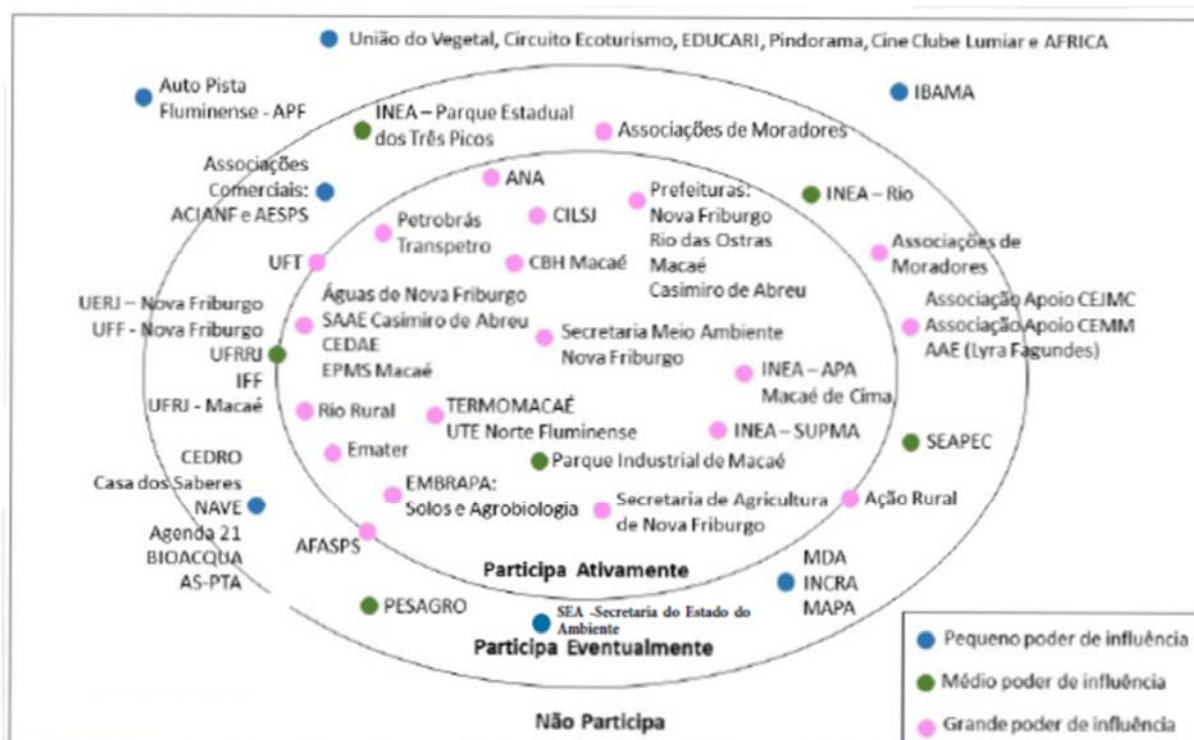 União do Vegetal, Circuito Ecoturismo, EDUCARI, Pindorama, Cine Clube Lumiar e AFRICA
Auto Pista
Fluminense - APF
IBAMA
INEA – Parque Estadual
dos Três Picos
Associações de Moradores
Associações
Comerciais:
ACIANF e AESPS
ANA
Prefeituras:
Nova Friburgo
Rio das Ostras
Macaé
Casimiro de Abreu
INEA – Rio
CILSJ
Petrobrás
Transpetro
CBH Macaé
UFT
Associações de
Moradores
UERJ – Nova Friburgo
UFF - Nova Friburgo
UFRRJ
IFF
UFRJ - Macaé
Águas de Nova Friburgo
SAAE Casimiro de Abreu
CEDAE
EPMS Macaé
Secretaria Meio Ambiente
Nova Friburgo
Associação Apoio CEJMC
Associação Apoio CEMM
AAE (Lyra Fagundes)
INEA – APA
Macaé de Cima
Rio Rural
TERMOMACAÉ
UTE Norte Fluminense
INEA – SUPMA
SEAPEC
Emater
Parque Industrial de Macaé
CEDRO
Casa dos Saberes
NAVE
Agenda 21
BIOACQUA
AS-PTA
EMBRAPA:
Solos e Agrobiologia
Secretaria de Agricultura
de Nova Friburgo
Ação Rural
AFASPS
Participa Ativamente
MDA
INCRA
MAPA
PESAGRO
SEA -Secretaria do Estado do
Ambiente
Participa Eventualmente
Não Participa
Pequeno poder de influência
Médio poder de influência
Grande poder de influência